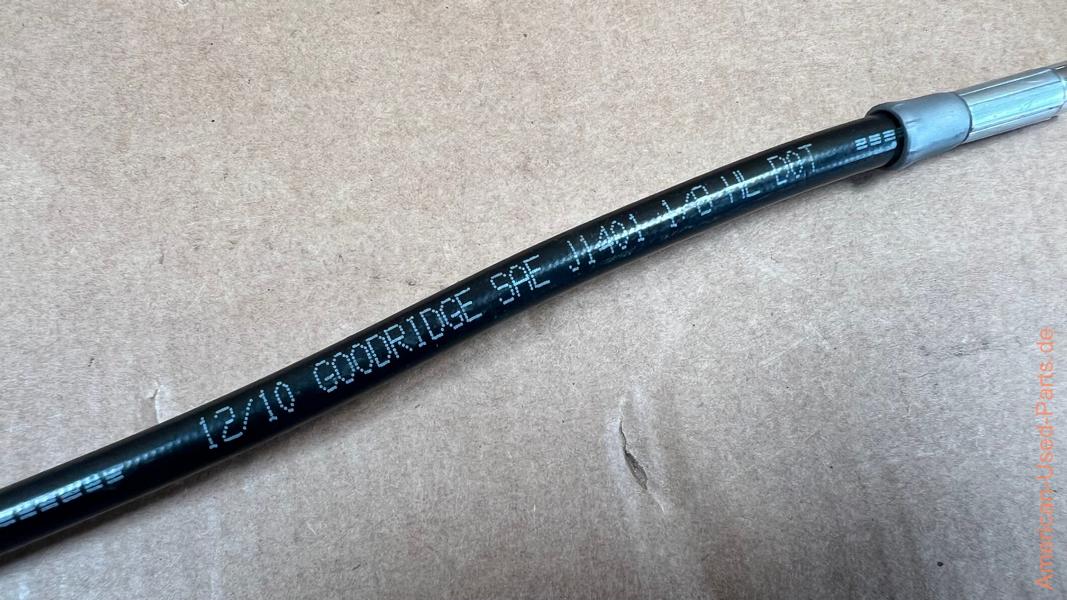 12/10 GOODRIDGE SAE J1401 1/8 HL DOT
American-Used-Parts.de